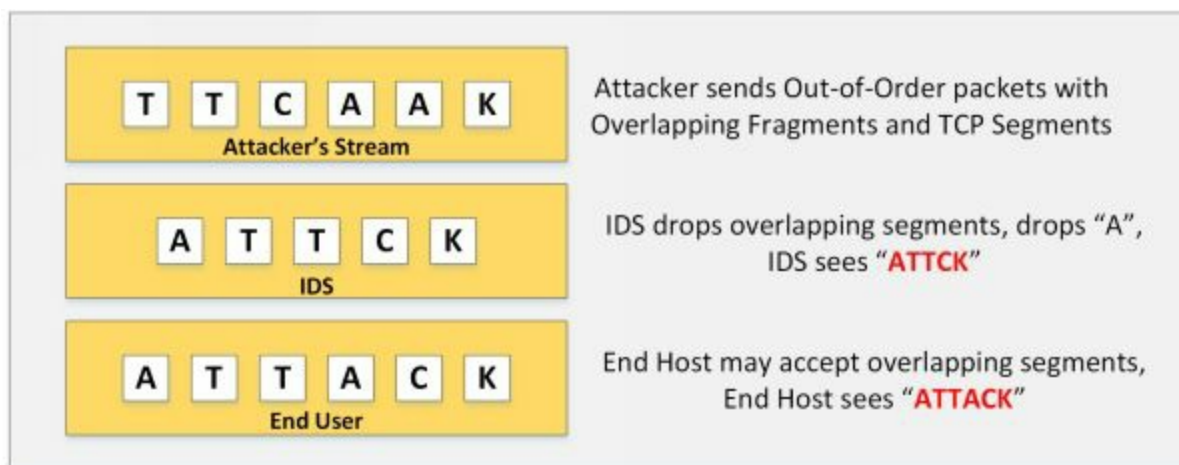 T T C A A K
Attacker's Stream
Attacker sends Out-of-Order packets with
Overlapping Fragments and TCP Segments
A T T C K
IDS
IDS drops overlapping segments, drops “A”,
IDS sees “ATTCK”
A T T A C K
End User
End Host may accept overlapping segments,
End Host sees “ATTACK”